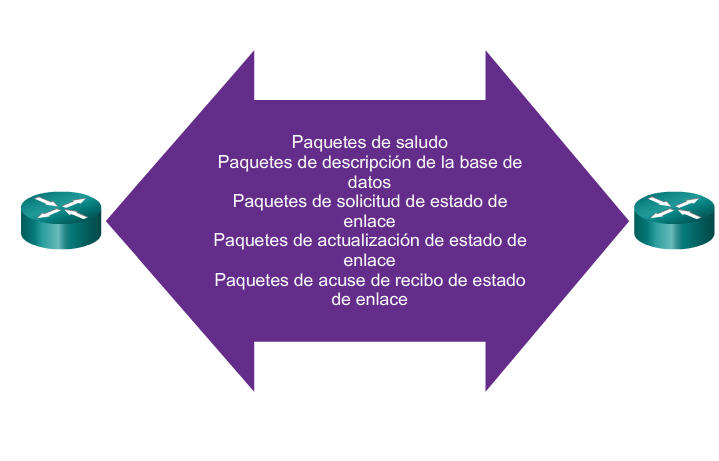 Paquetes de saludo
Paquetes de descripción de la base de
datos
Paquetes de solicitud de estado de
enlace
Paquetes de actualización de estado de
enlace
Paquetes de acuse de recibo de estado
de enlace